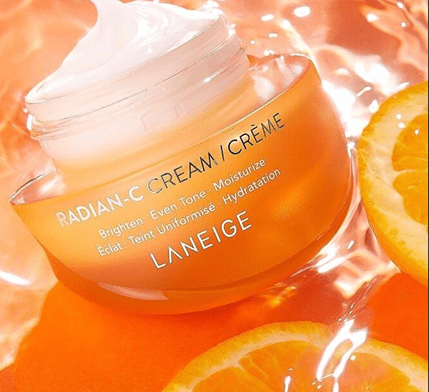 RADIAN-C CREAM / CRÈME
Brighten · Even Tone · Moisturize
Éclat · Teint Uniformisé · Hydratation
LANEIGE